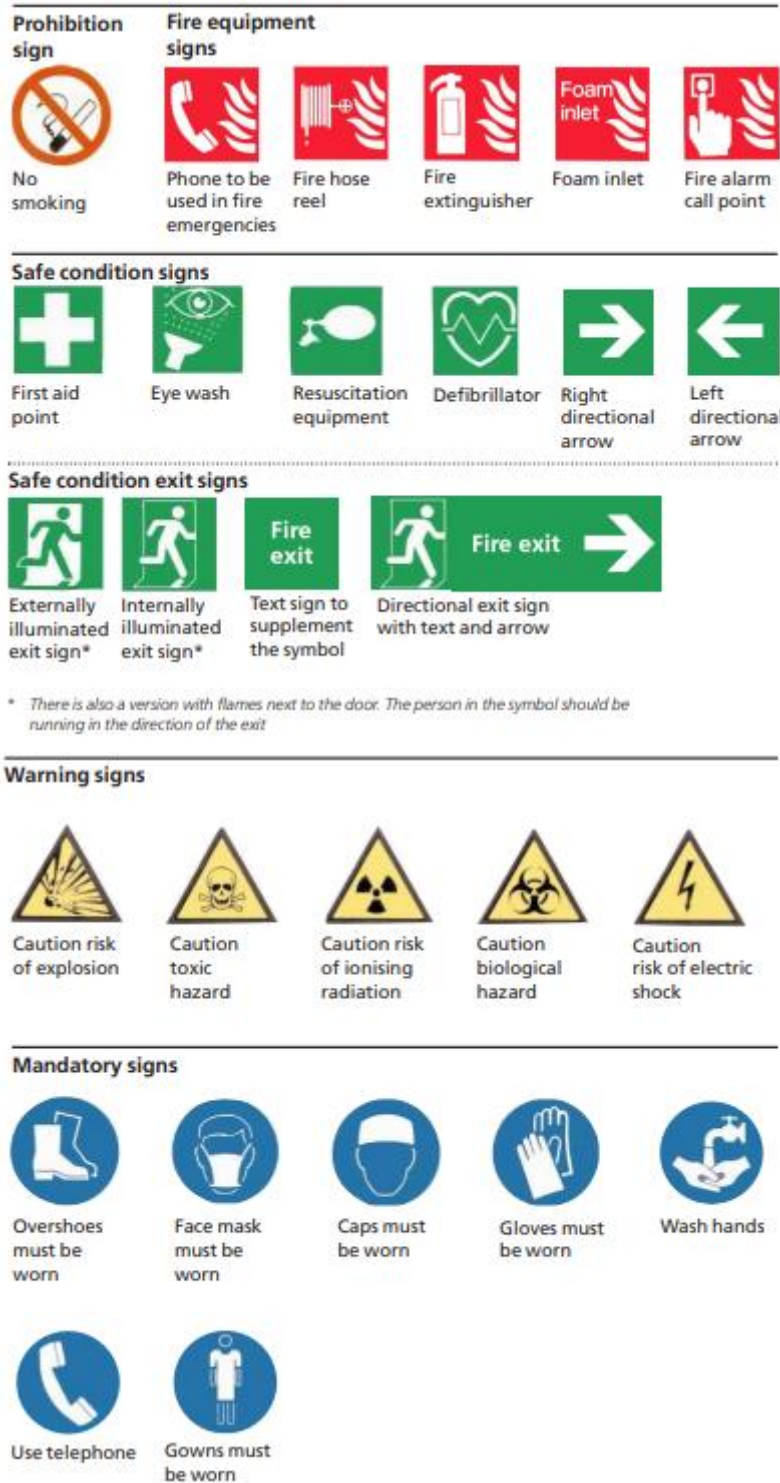 Prohibition
sign
Fire equipment
signs
Foam
inlet
No
smoking
Phone to be
used in fire
emergencies
Fire hose
reel
Fire
extinguisher
Foam inlet
Fire alarm
call point
Safe condition signs
First aid
point
Eye wash
Resuscitation
equipment
Defibrillator
Right
directional
arrow
Left
directional
arrow
Safe condition exit signs
Fire
exit
Fire exit
Externally
illuminated
exit sign*
Internally
illuminated
exit sign*
Text sign to
supplement
the symbol
Directional exit sign
with text and arrow
* There is also a version with flames next to the door. The person in the symbol should be
running in the direction of the exit
Warning signs
Caution risk
of explosion
Caution
toxic
hazard
Caution risk
of ionising
radiation
Caution
biological
hazard
Caution
risk of electric
shock
Mandatory signs
Overshoes
must be
worn
Face mask
must be
worn
Caps must
be worn
Gloves must
be worn
Wash hands
Use telephone
Gowns must
be worn